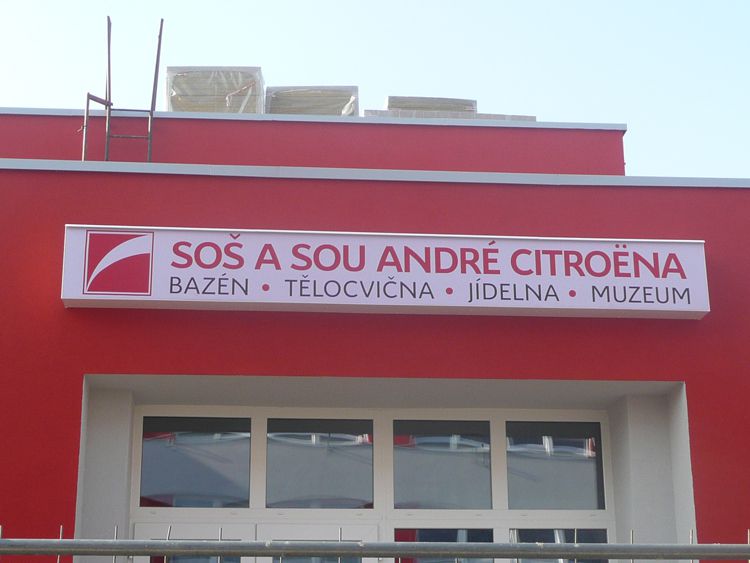 SOŠ A SOU ANDRÉ CITROËNA
BAZÉN • TĚLOCVIČNA • JÍDELNA • MUZEUM